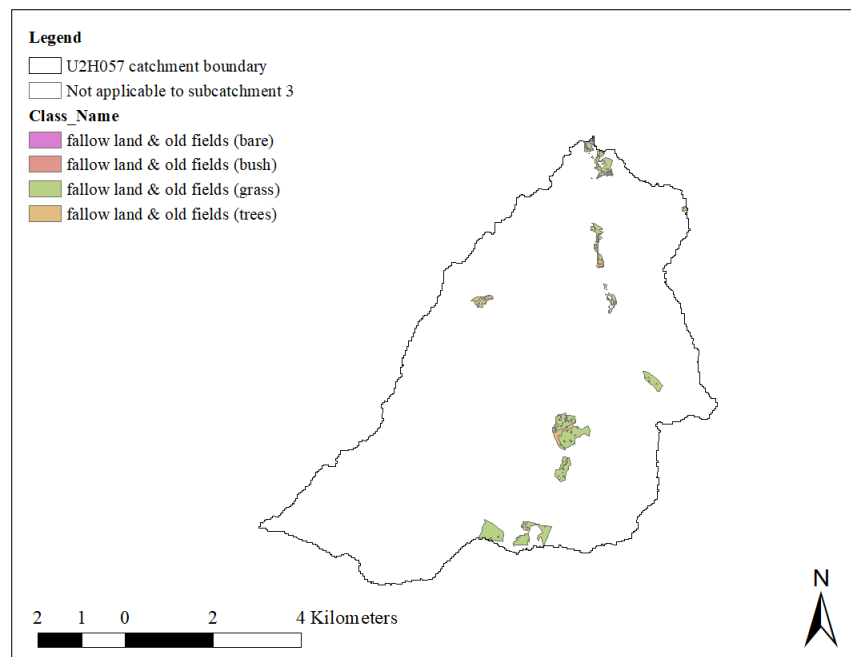 Legend
U2H057 catchment boundary
Not applicable to subcatchment 3
Class_Name
fallow land & old fields (bare)
fallow land & old fields (bush)
fallow land & old fields (grass)
fallow land & old fields (trees)
N
2 1 0 2 4 Kilometers